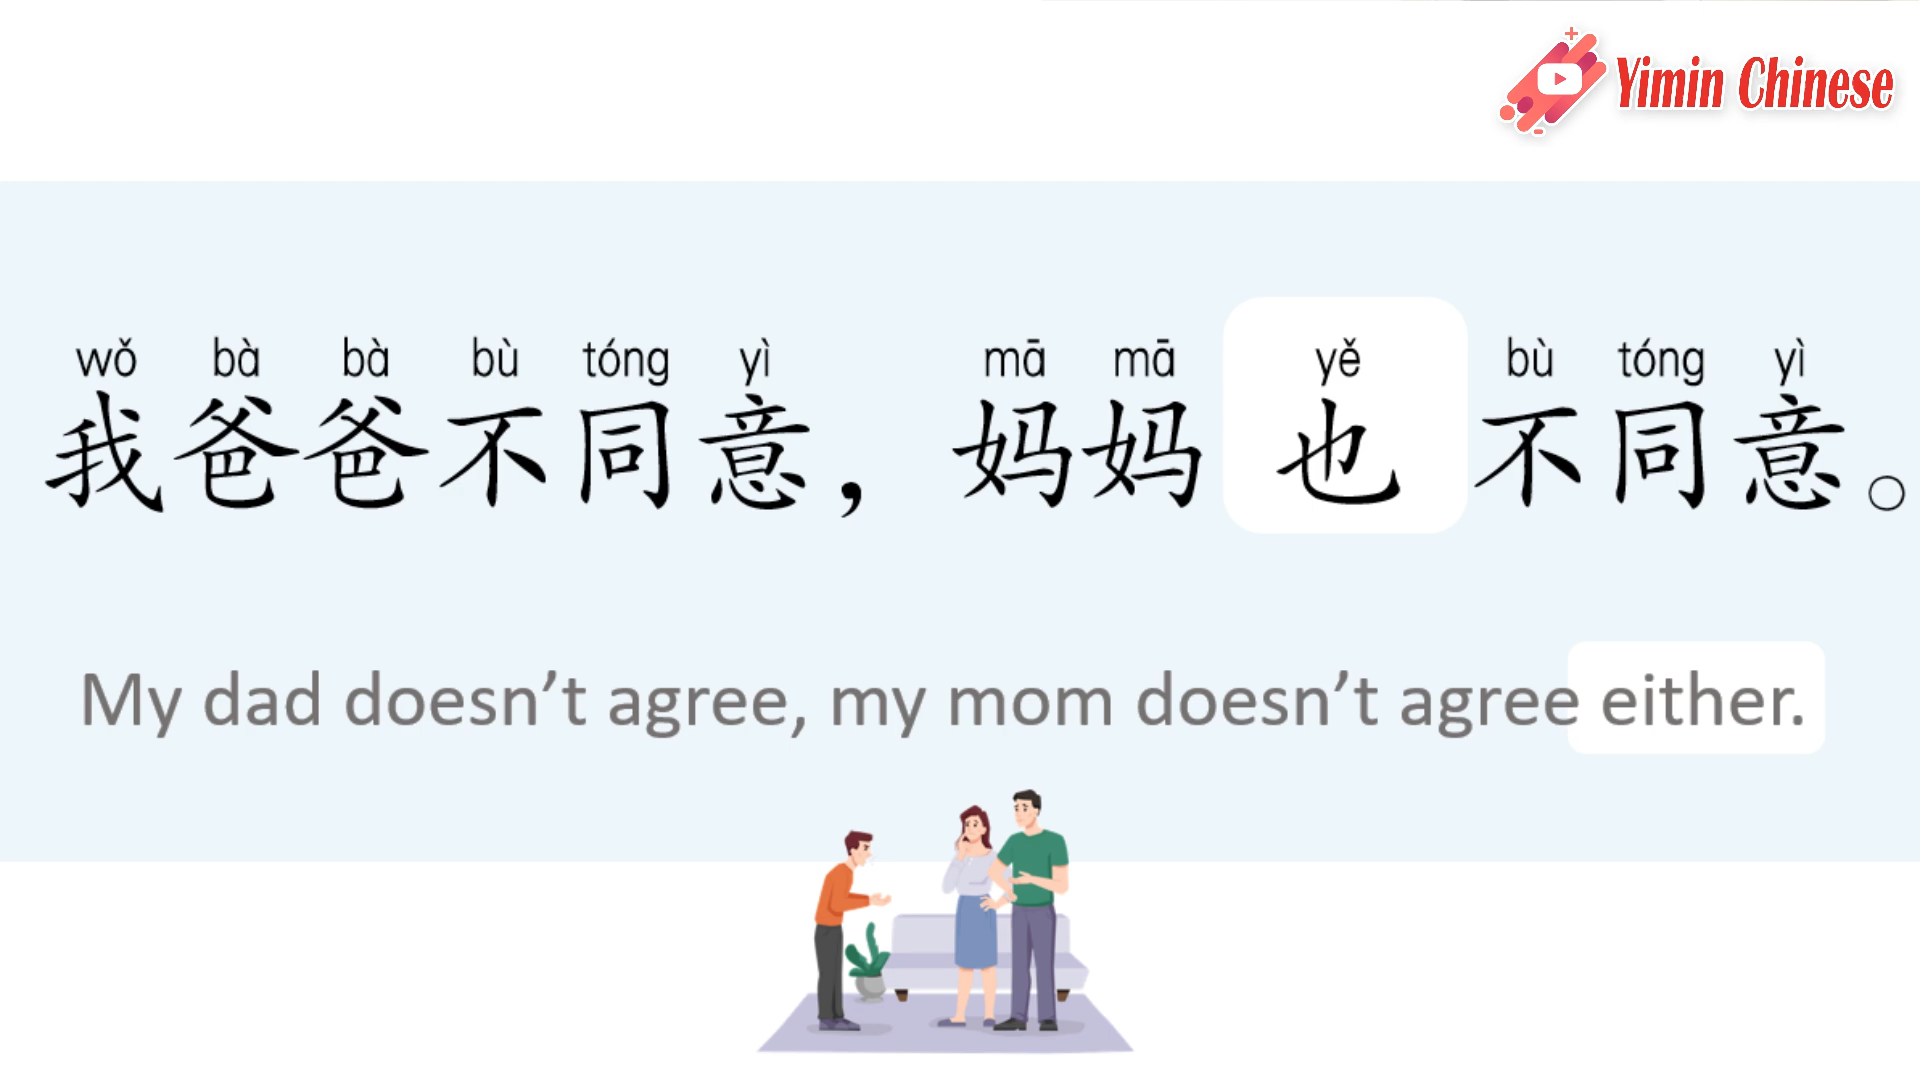 Yimin Chinese
wǒ bà bà bù tóng yì mā mā yě bù tóng yì
我爸爸不同意，妈妈也不同意。
My dad doesn’t agree, my mom doesn’t agree either.